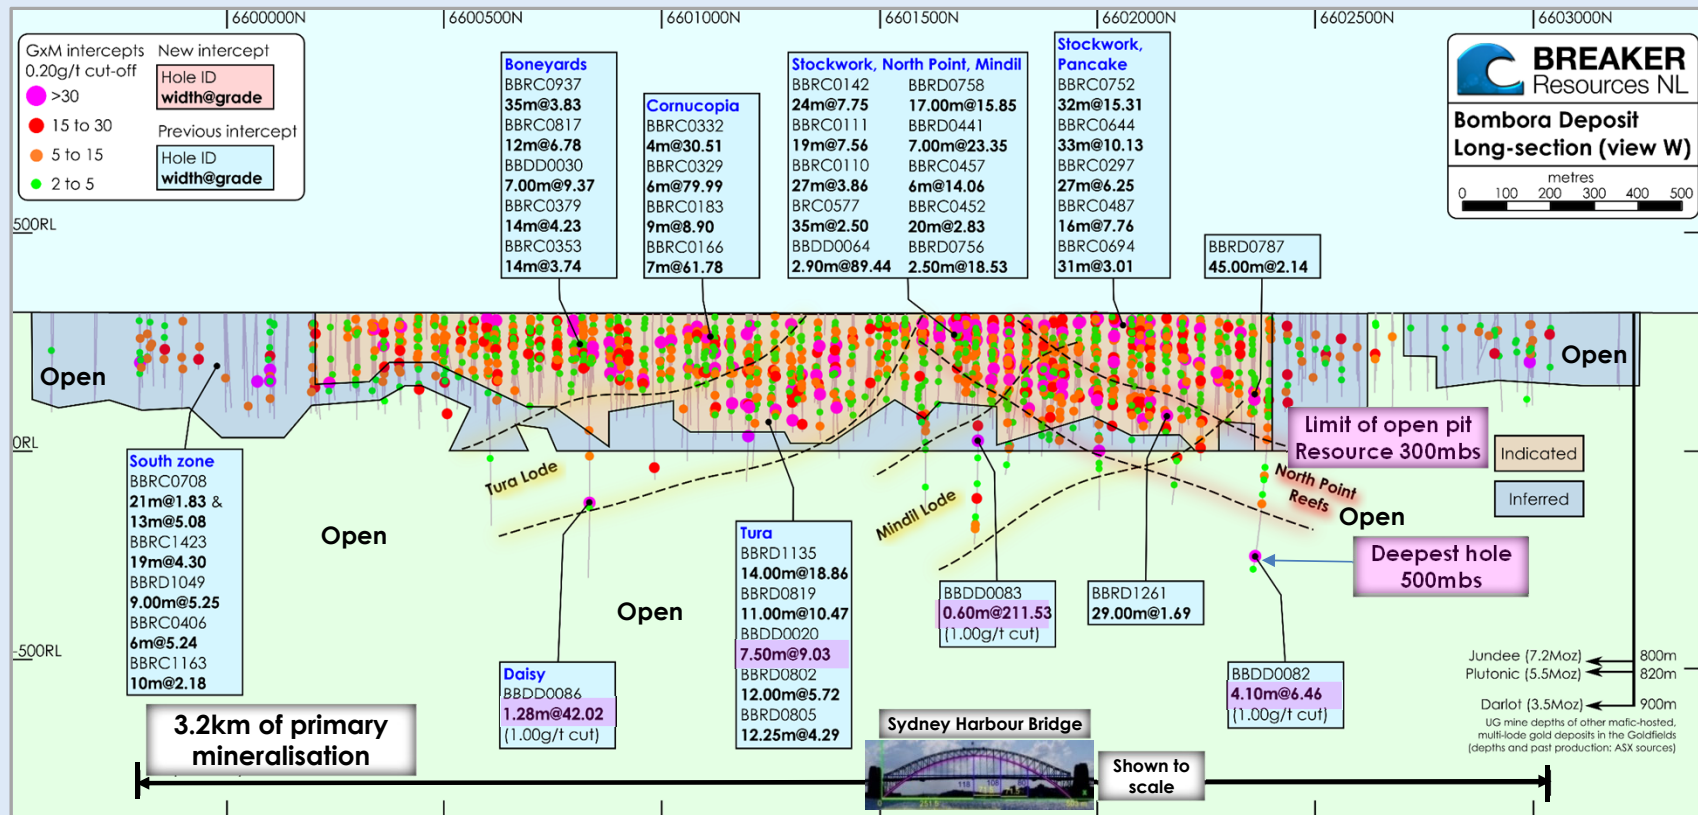 6600000N
6600500N
6601000N
6601500N
6602000N
6602500N
6603000N
GxM intercepts
0.20g/t cut-off
>30
15 to 30
5 to 15
2 to 5
New intercept
Hole ID
width@grade
Previous intercept
Hole ID
width@grade
Boneyards
BBRC0937
35m@3.83
BBRC0817
12m@6.78
BBDD0030
7.00m@9.37
BBRC0379
14m@4.23
BBRC0353
14m@3.74
Cornucopia
BBRC0332
4m@30.51
BBRC0329
6m@79.99
BBRC0183
9m@8.90
BBRC0166
7m@61.78
Stockwork, North Point, Mindil
BBRC0142 BBRD0758
24m@7.75 17.00m@15.85
BBRC0111 BBRD0441
19m@7.56 7.00m@23.35
BBRC0110 BBRC0457
27m@3.86 6m@14.06
BRC0577 BBRC0452
35m@2.50 20m@2.83
BBDD0064 BBRD0756
2.90m@89.44 2.50m@18.53
Stockwork,
Pancake
BBRC0752
32m@15.31
BBRC0644
33m@10.13
BBRC0297
27m@6.25
BBRC0487
16m@7.76
BBRC0694
31m@3.01
BBRD0787
45.00m@2.14
BREAKER
Resources NL
Bombora Deposit
Long-section (view W)
metres
0 100 200 300 400 500
500RL
0RL
-500RL
Open
Open
Limit of open pit
Resource 300mbs
Indicated
Inferred
Tura Lode
Mindil Lode
North Point
Reefs
Open
Open
Open
Deepest hole
500mbs
South zone
BBRC0708
21m@1.83 &
13m@5.08
BBRC1423
19m@4.30
BBRD1049
9.00m@5.25
BBRC0406
6m@5.24
BBRC1163
10m@2.18
Daisy
BBDD0086
1.28m@42.02
(1.00g/t cut)
Tura
BBRD1135
14.00m@18.86
BBRD0819
11.00m@10.47
BBDD0020
7.50m@9.03
BBRD0802
12.00m@5.72
BBRD0805
12.25m@4.29
BBDD0083
0.60m@211.53
(1.00g/t cut)
BBRD1261
29.00m@1.69
BBDD0082
4.10m@6.46
(1.00g/t cut)
Jundee (7.2Moz) 800m
Plutonic (5.5Moz) 820m
Darlot (3.5Moz) 900m
UG mine depths of other mafic-hosted,
multi-lode gold deposits in the Goldfields
(depths and past production: ASX sources)
3.2km of primary
mineralisation
Sydney Harbour Bridge
Shown to
scale